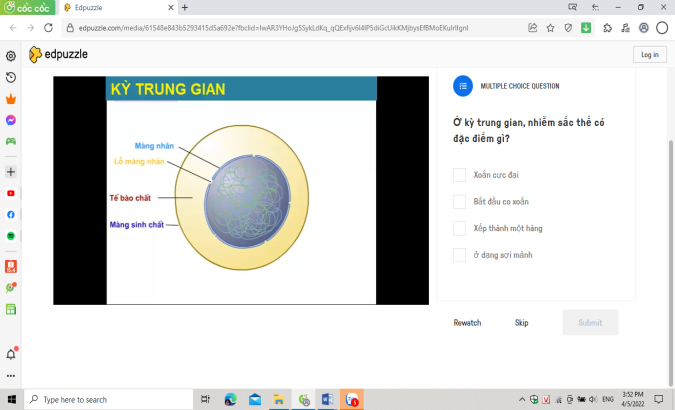 cốc cốc
Edpuzzle
edpuzzle.com/media/61548e843b5293415d5a692e?fbclid=IwAR3YHoJg5SykLdKq_qQExfjv6l4IP5diGcUikKMjbysEfBMoEKuIrIlgnI
edpuzzle
Log in
KỲ TRUNG GIAN
Màng nhân
Lỗ màng nhân
Tế bào chất
Màng sinh chất
MULTIPLE CHOICE QUESTION
Ở kỳ trung gian, nhiễm sắc thể có
đặc điểm gì?
Xoắn cực đại
Bắt đầu co xoắn
Xếp thành một hàng
ở dạng sợi mảnh
Rewatch
Skip
Submit
Type here to search
ENG
3:52 PM
4/5/2022